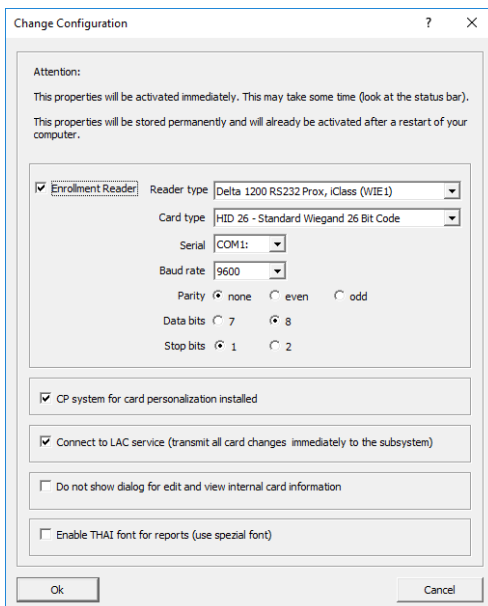 Change Configuration ? ×
Attention:
This properties will be activated immediately. This may take some time (look at the status bar).
This properties will be stored permanently and will already be activated after a restart of your
computer.
Enrollment Reader Reader type Delta 1200 RS232 Prox, iClass (WIE1)
Card type HID 26 - Standard Wiegand 26 Bit Code
Serial COM1:
Baud rate 9600
Parity none even odd
Data bits 7 8
Stop bits 1 2
CP system for card personalization installed
Connect to LAC service (transmit all card changes immediately to the subsystem)
Do not show dialog for edit and view internal card information
Enable THAI font for reports (use spezial font)
Ok Cancel